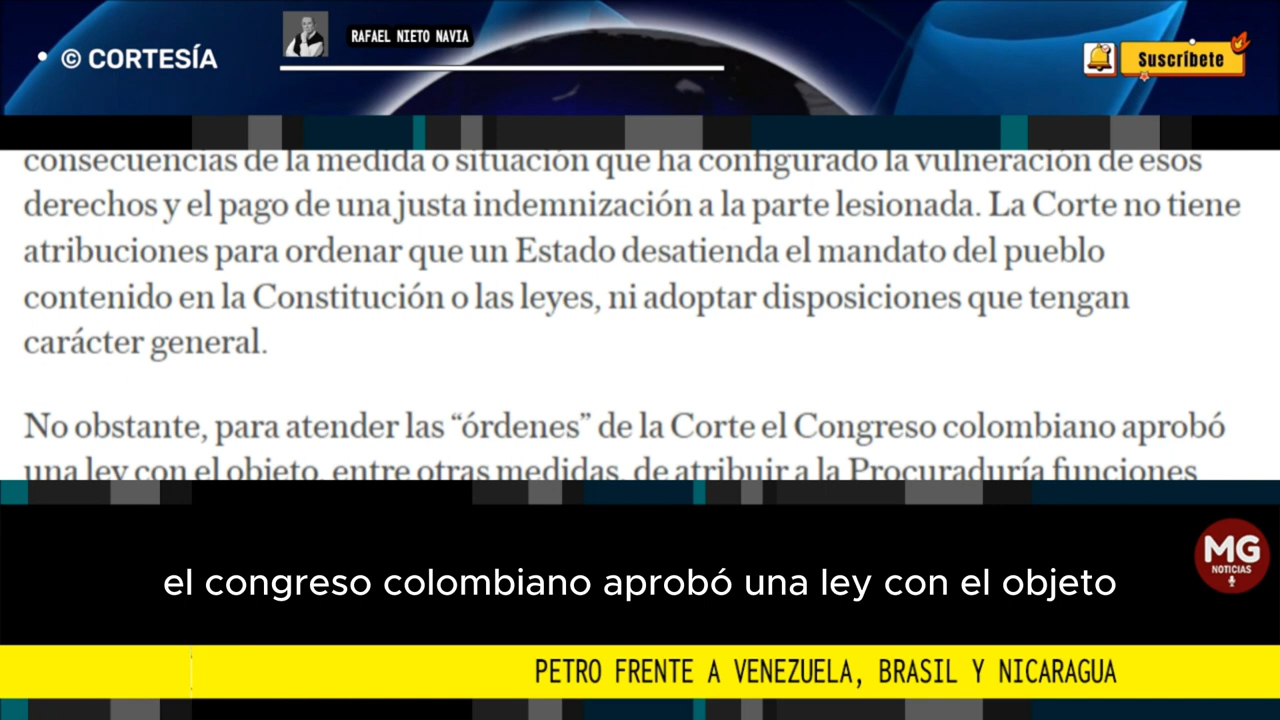 © CORTESÍA
RAFAEL NIETO NAVIA
Suscríbete
consecuencias de la medida o situación que ha configurado la vulneración de esos
derechos y el pago de una justa indemnización a la parte lesionada. La Corte no tiene
atribuciones para ordenar que un Estado desatienda el mandato del pueblo
contenido en la Constitución o las leyes, ni adoptar disposiciones que tengan
carácter general.
No obstante, para atender las “órdenes” de la Corte el Congreso colombiano aprobó
una ley con el objeto, entre otras medidas, de atribuir a la Procuraduría funciones
MG
NOTICIAS
el congreso colombiano aprobó una ley con el objeto
PETRO FRENTE A VENEZUELA, BRASIL Y NICARAGUA